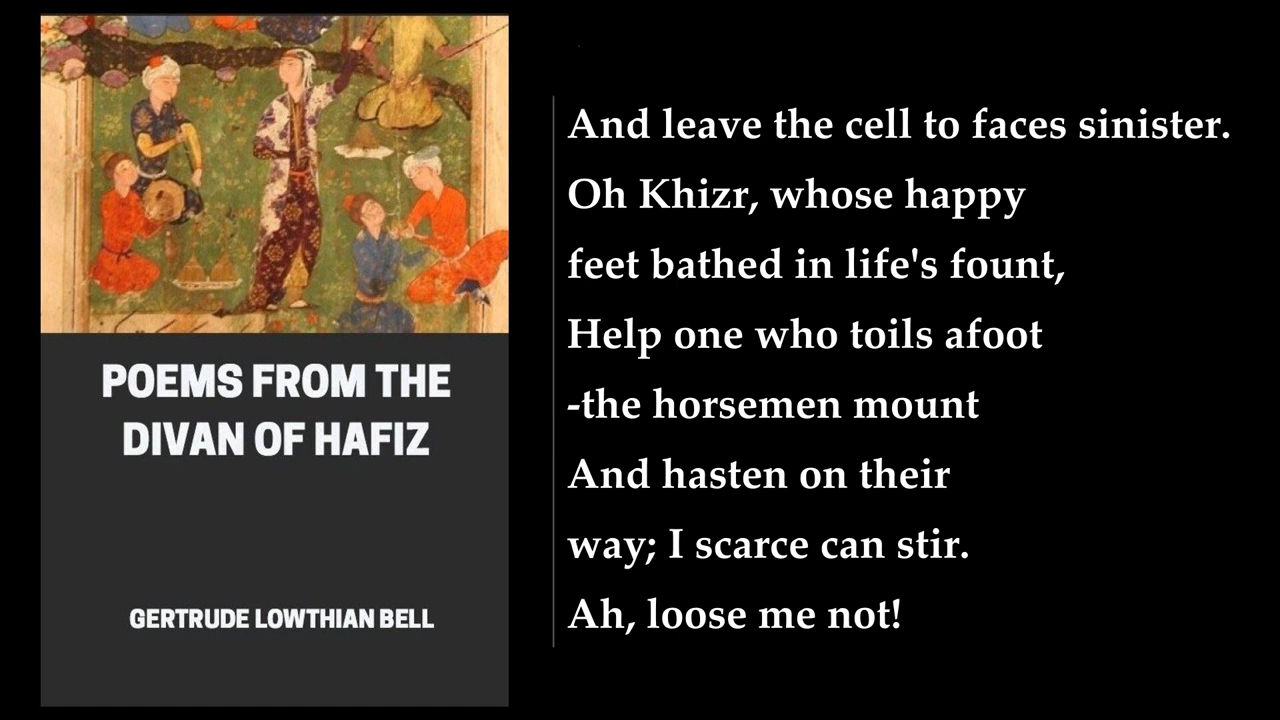 POEMS FROM THE
DIVAN OF HAFIZ
GERTRUDE LOWTHIAN BELL
And leave the cell to faces sinister.
Oh Khizr, whose happy
feet bathed in life's fount,
Help one who toils afoot
-the horsemen mount
And hasten on their
way; I scarce can stir.
Ah, loose me not!